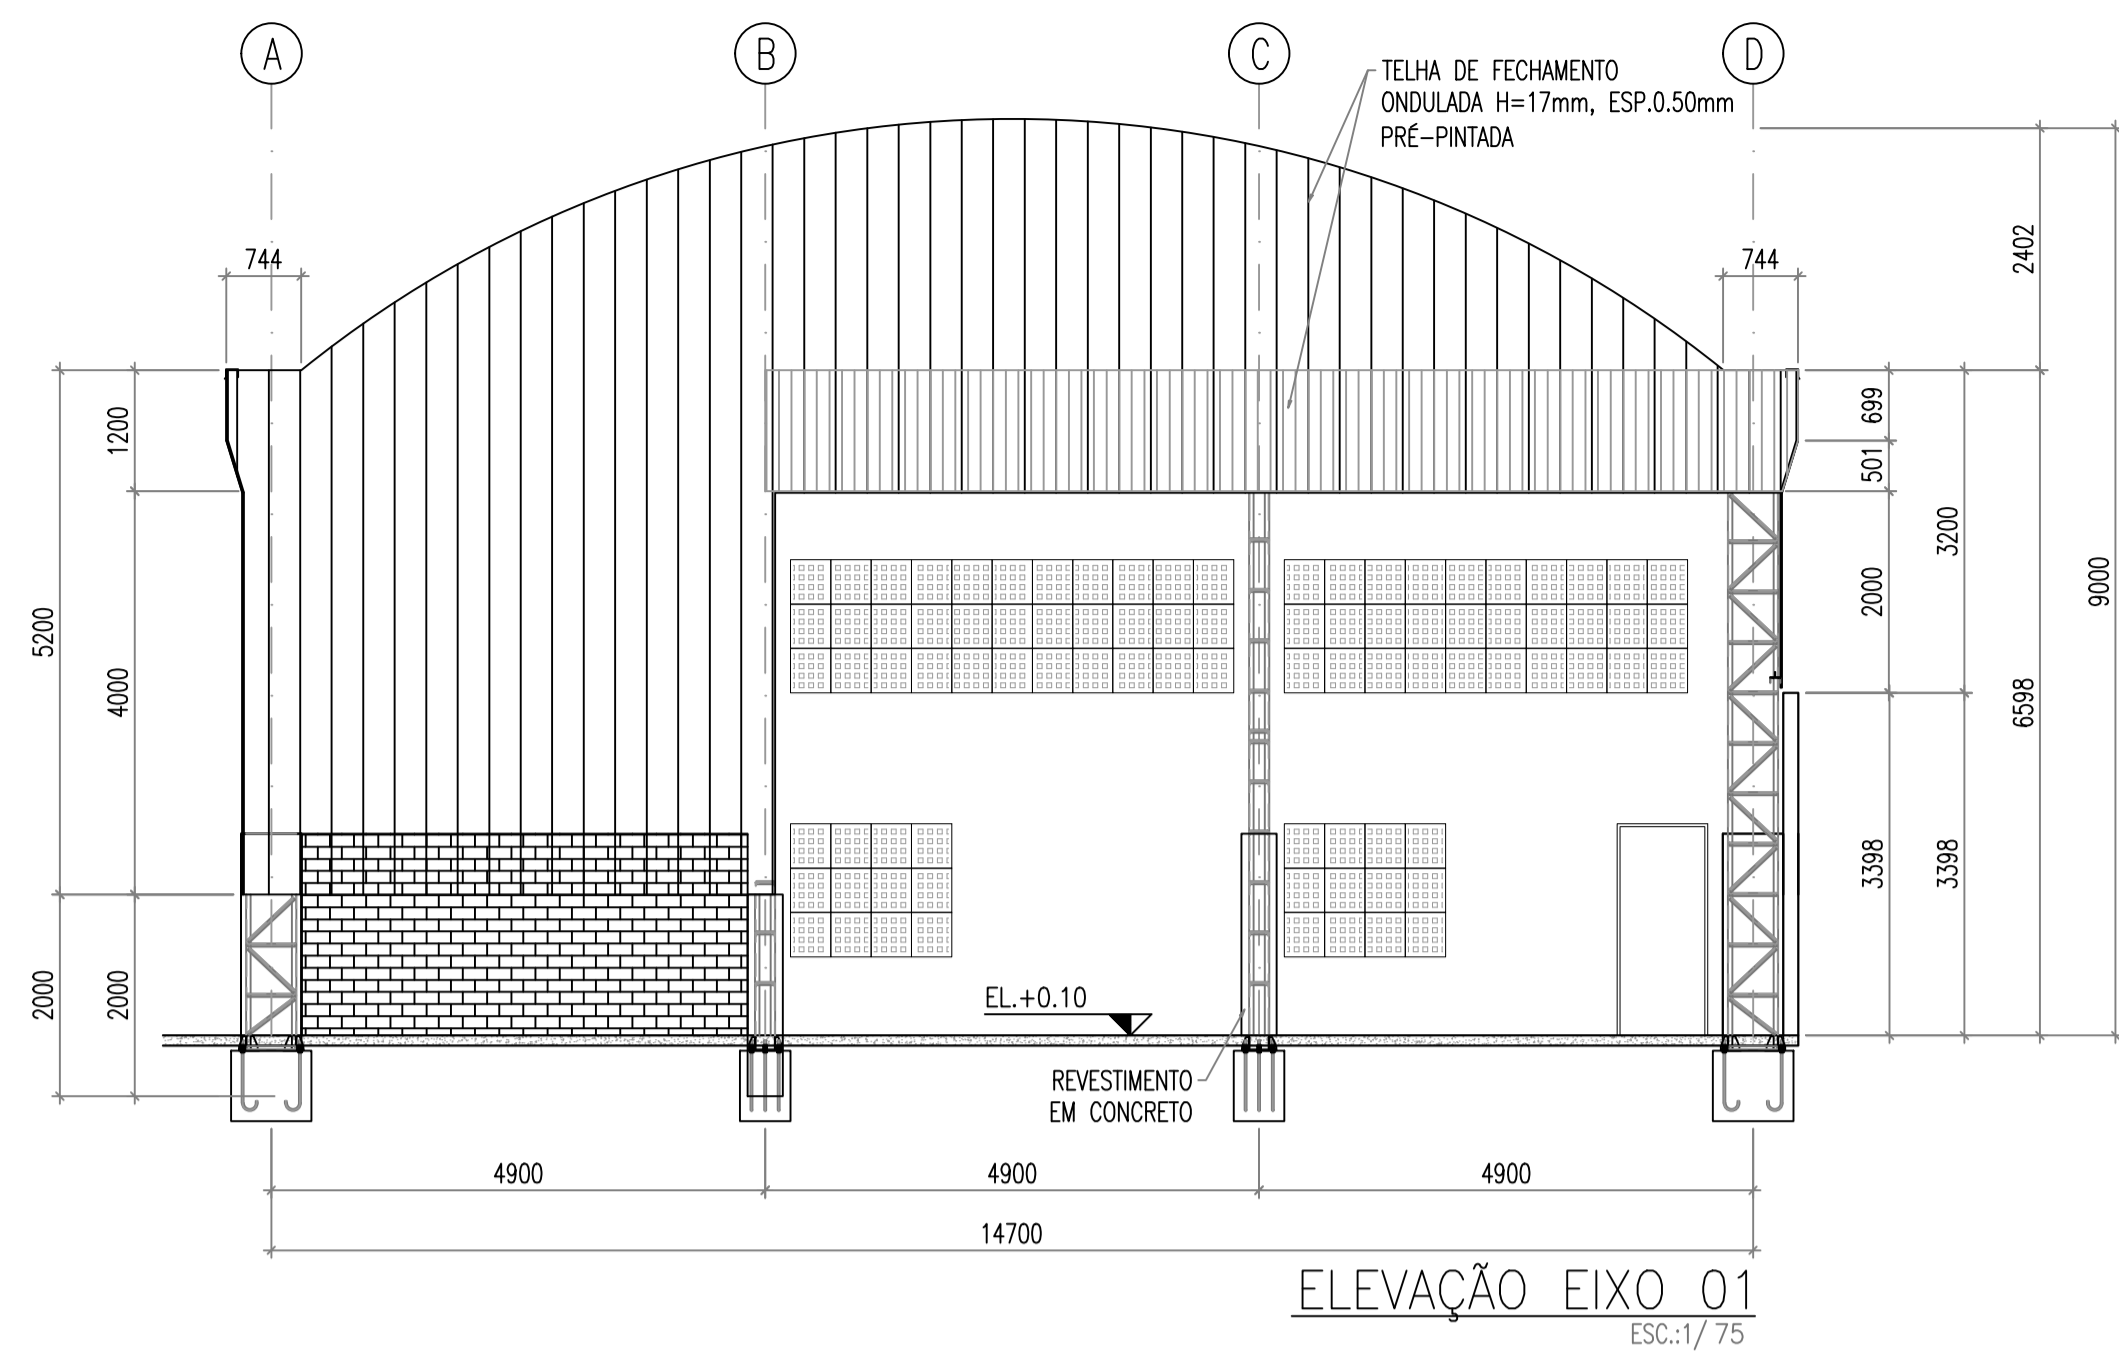 A
B
C
D
TELHA DE FECHAMENTO
ONDULADA H=17mm, ESP.0.50mm
PRÉ-PINTADA
744
744
2402
1200
699
501
3200
9000
5200
2000
4000
6598
3398
3398
2000
2000
EL.+0.10
REVESTIMENTO
EM CONCRETO
4900
4900
4900
14700
ELEVAÇÃO EIXO 01
ESC.:1/75